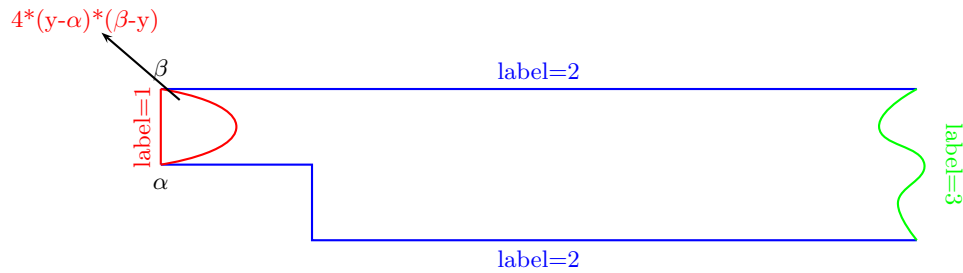 4*(y-α)*(β-y)
β
label=2
label=1
label=3
α
label=2